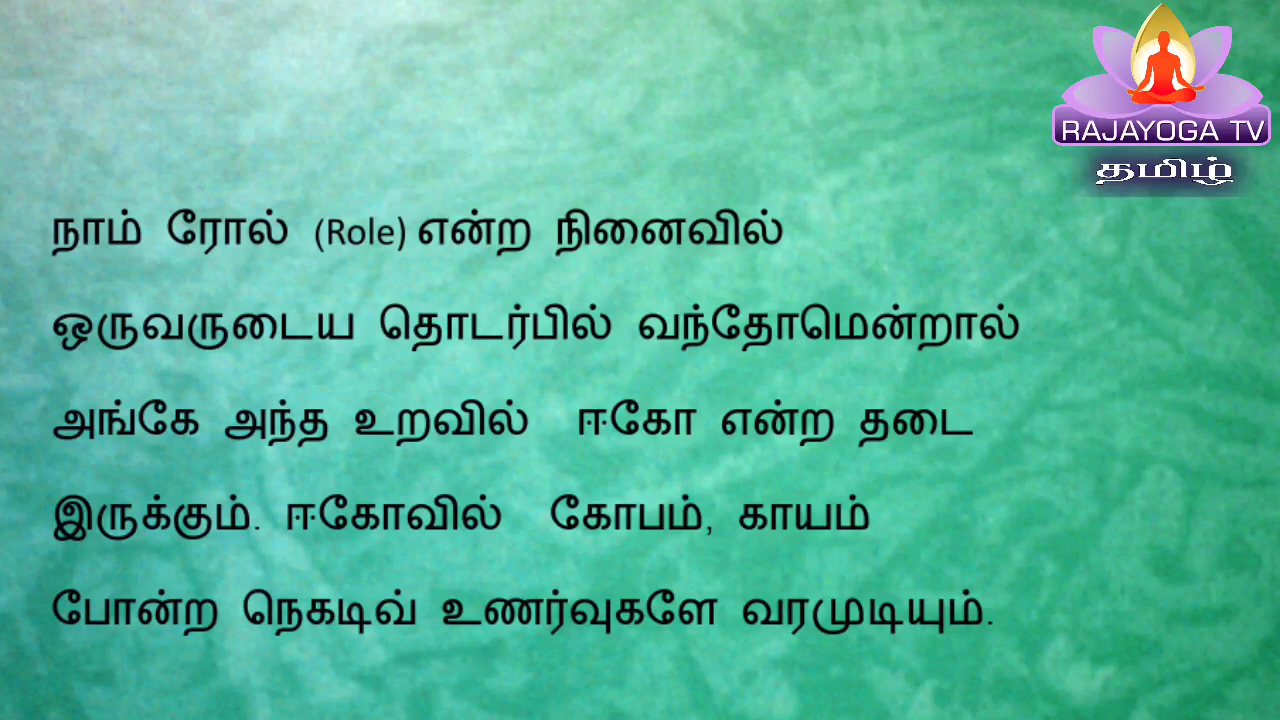 RAJAYOGA TV
தமிழ்
நாம் ரோல் (Role) என்ற நினைவில்
ஒருவருடைய தொடர்பில் வந்தோமென்றால்
அங்கே அந்த உறவில் ஈகோ என்ற தடை
இருக்கும். ஈகோவில் கோபம், காயம்
போன்ற நெகடிவ் உணர்வுகளே வரமுடியும்.